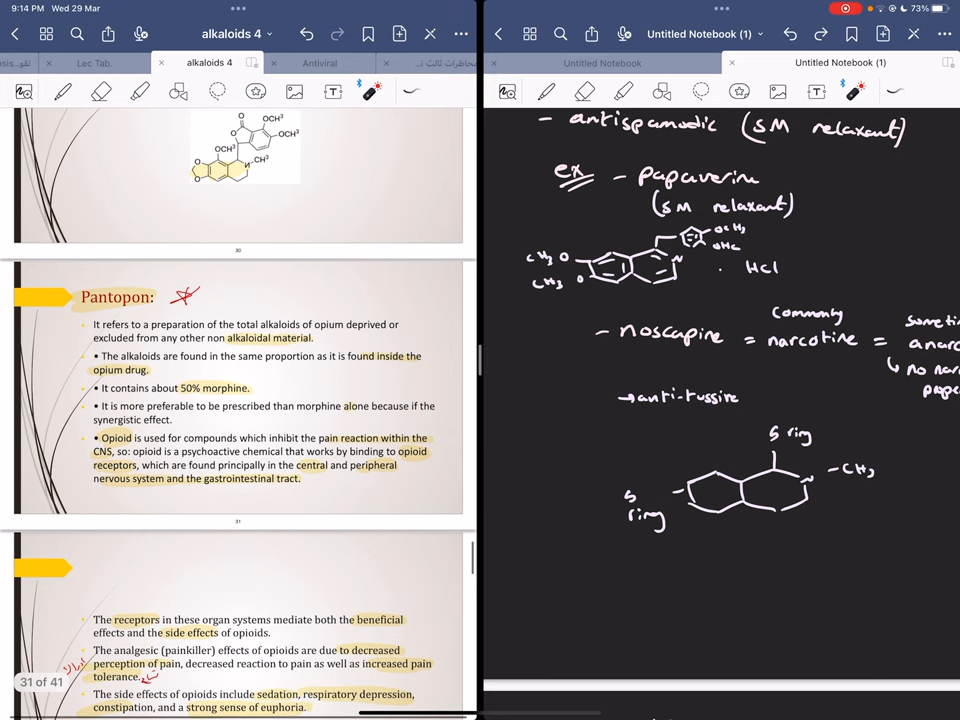 9:14 PM Wed 29 Mar
73%
alkaloids 4
Untitled Notebook (1)
Lec Tab.
alkaloids 4
Antiviral
Untitled Notebook
Untitled Notebook (1)
OCH3
O
O
OCH3
OCH3
CH3
N
O
O
30
Pantopon:
• It refers to a preparation of the total alkaloids of opium deprived or
excluded from any other non alkaloidal material.
• • The alkaloids are found in the same proportion as it is found inside the
opium drug.
• • It contains about 50% morphine.
• • It is more preferable to be prescribed than morphine alone because if the
synergistic effect.
• • Opioid is used for compounds which inhibit the pain reaction within the
CNS, so: opioid is a psychoactive chemical that works by binding to opioid
receptors, which are found principally in the central and peripheral
nervous system and the gastrointestinal tract.
31
• The receptors in these organ systems mediate both the beneficial
effects and the side effects of opioids.
• The analgesic (painkiller) effects of opioids are due to decreased
perception of pain, decreased reaction to pain as well as increased pain
tolerance.
• The side effects of opioids include sedation, respiratory depression,
constipation, and a strong sense of euphoria.
31 of 41
- antispamodic (SM relaxant)
ex - papaverine
(SM relaxant)
OCH3
CH3 O
CH3 O
N
. HCl
- noscapine = narcotine =
commonly
→ anti-tussive
5 ring
N
- CH3
5
ring